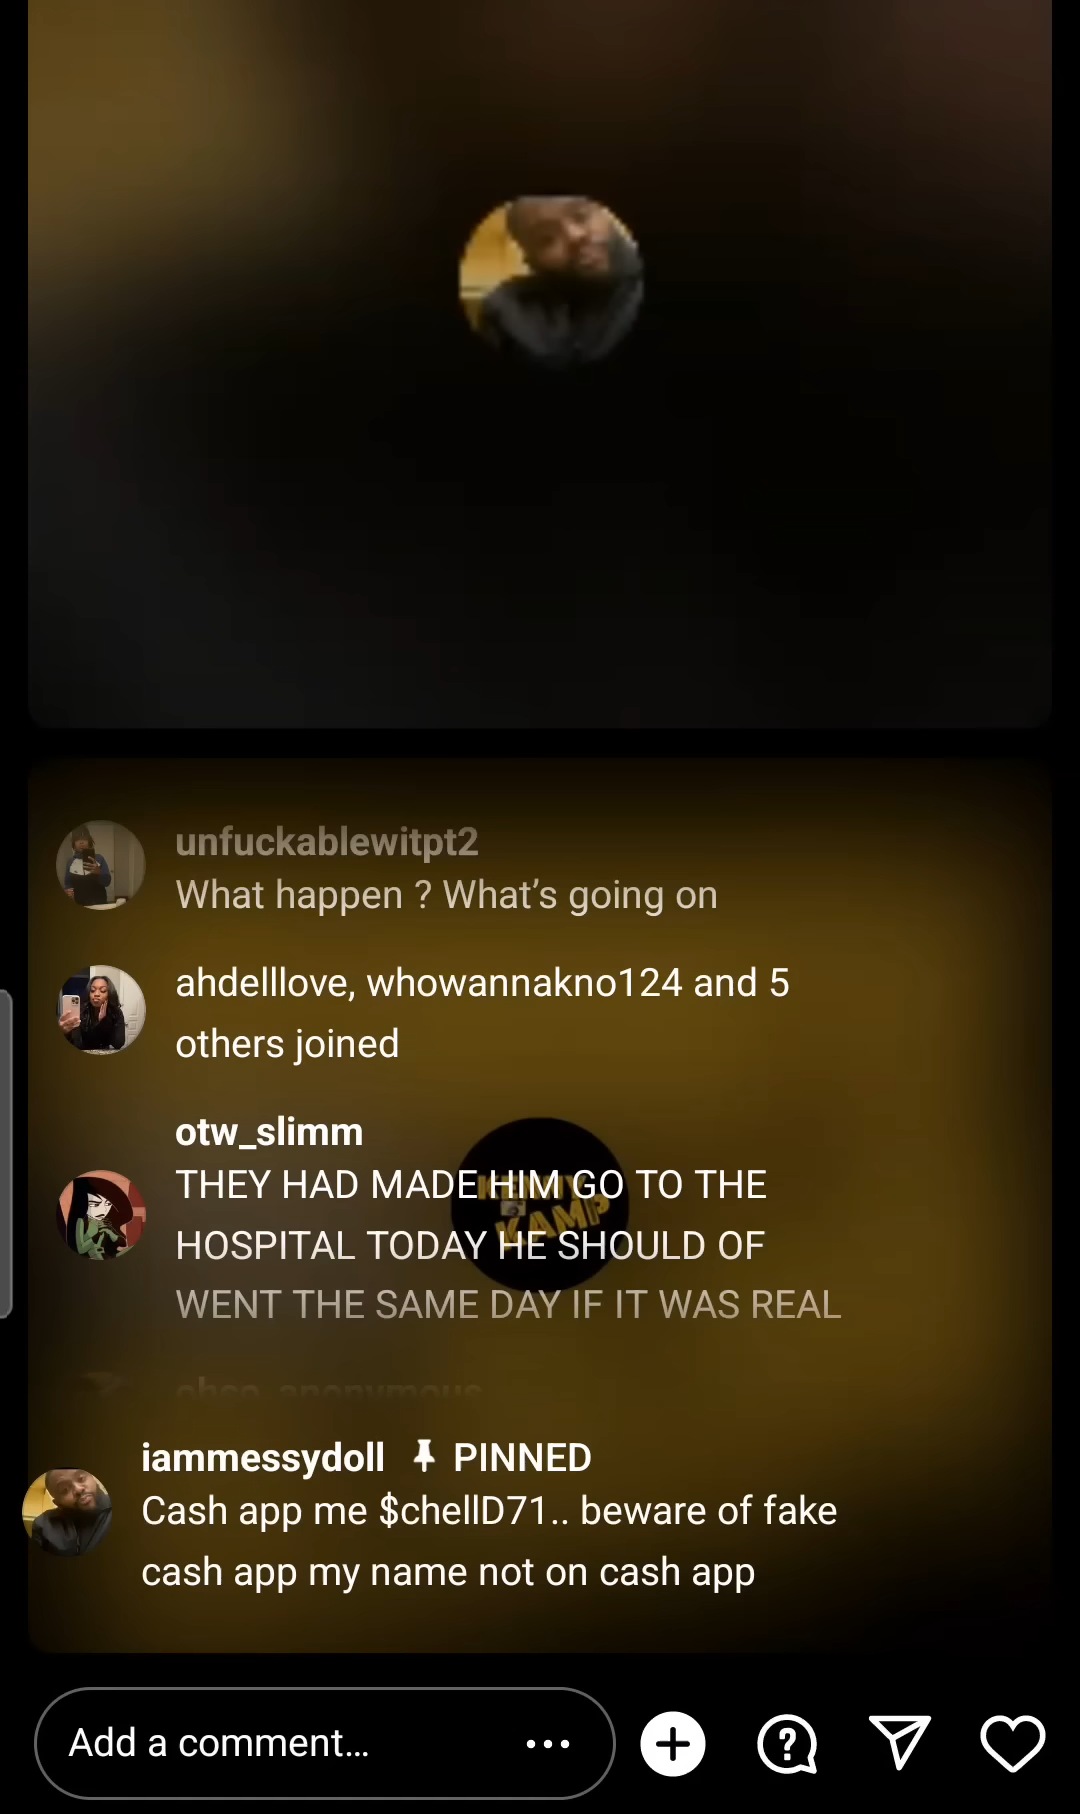 unfuckablewitpt2
What happen ? What’s going on
ahdelllove, whowannakno124 and 5
others joined
otw_slimm
THEY HAD MADE HIM GO TO THE
HOSPITAL TODAY HE SHOULD OF
WENT THE SAME DAY IF IT WAS REAL
KAMP
iammessydoll PINNED
Cash app me $chellD71.. beware of fake
cash app my name not on cash app
Add a comment...